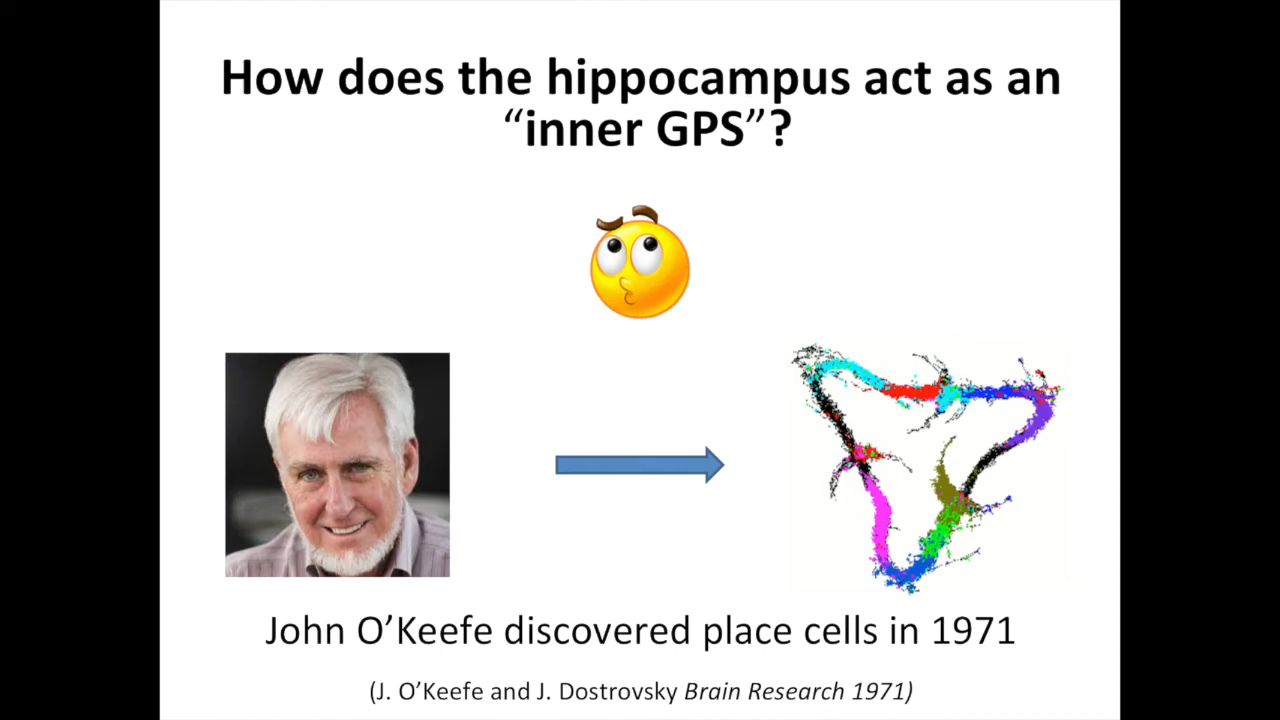 How does the hippocampus act as an
“inner GPS”?
John O’Keefe discovered place cells in 1971
(J. O’Keefe and J. Dostrovsky Brain Research 1971)